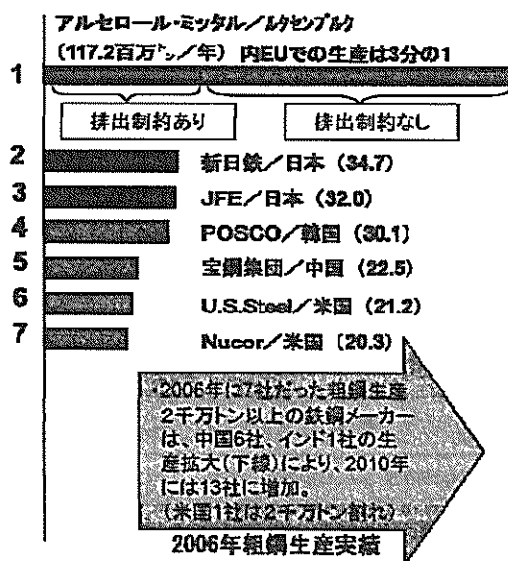 アルセロール・ミッタル／ルクセンブルク
(117.2百万トン／年) 内EUでの生産は3分の1
1
排出制約あり
排出制約なし
2 新日鉄／日本 (34.7)
3 JFE／日本 (32.0)
4 POSCO／韓国 (30.1)
5 宝鋼集団／中国 (22.5)
6 U.S.Steel／米国 (21.2)
7 Nucor／米国 (20.3)
・2006年に7社だった粗鋼生産
2千万トン以上の鉄鋼メーカー
は、中国6社、インド1社の生
産拡大(下線)により、2010年
には13社に増加。
(米国1社は2千万トン割れ)
2006年粗鋼生産実績